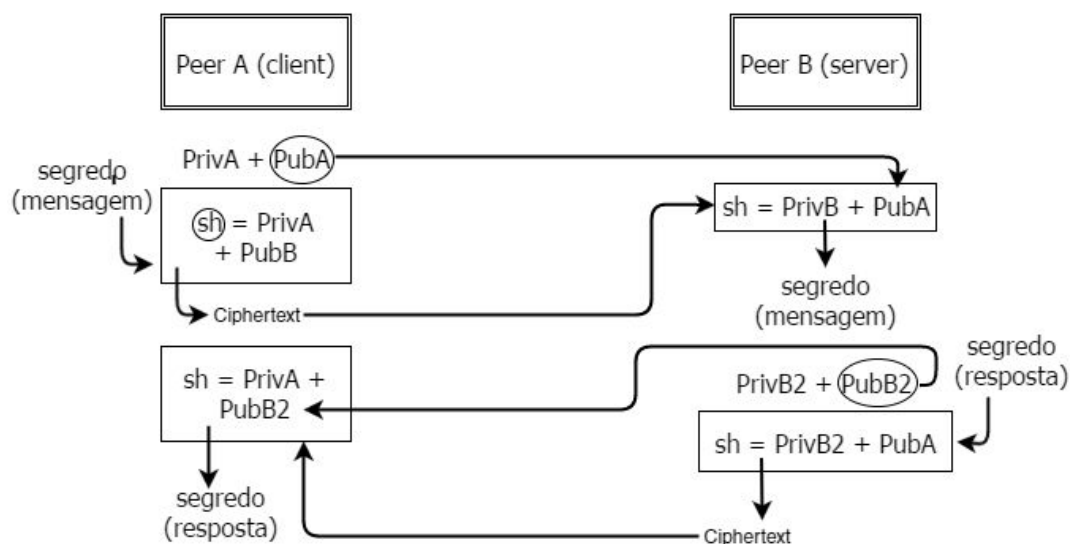 Peer A (client)
Peer B (server)
PrivA + PubA
segredo
(mensagem)
sh = PrivA
+ PubB
sh = PrivB + PubA
Ciphertext
segredo
(mensagem)
sh = PrivA +
PubB2
PrivB2 + PubB2
segredo
(resposta)
sh = PrivB2 + PubA
segredo
(resposta)
Ciphertext